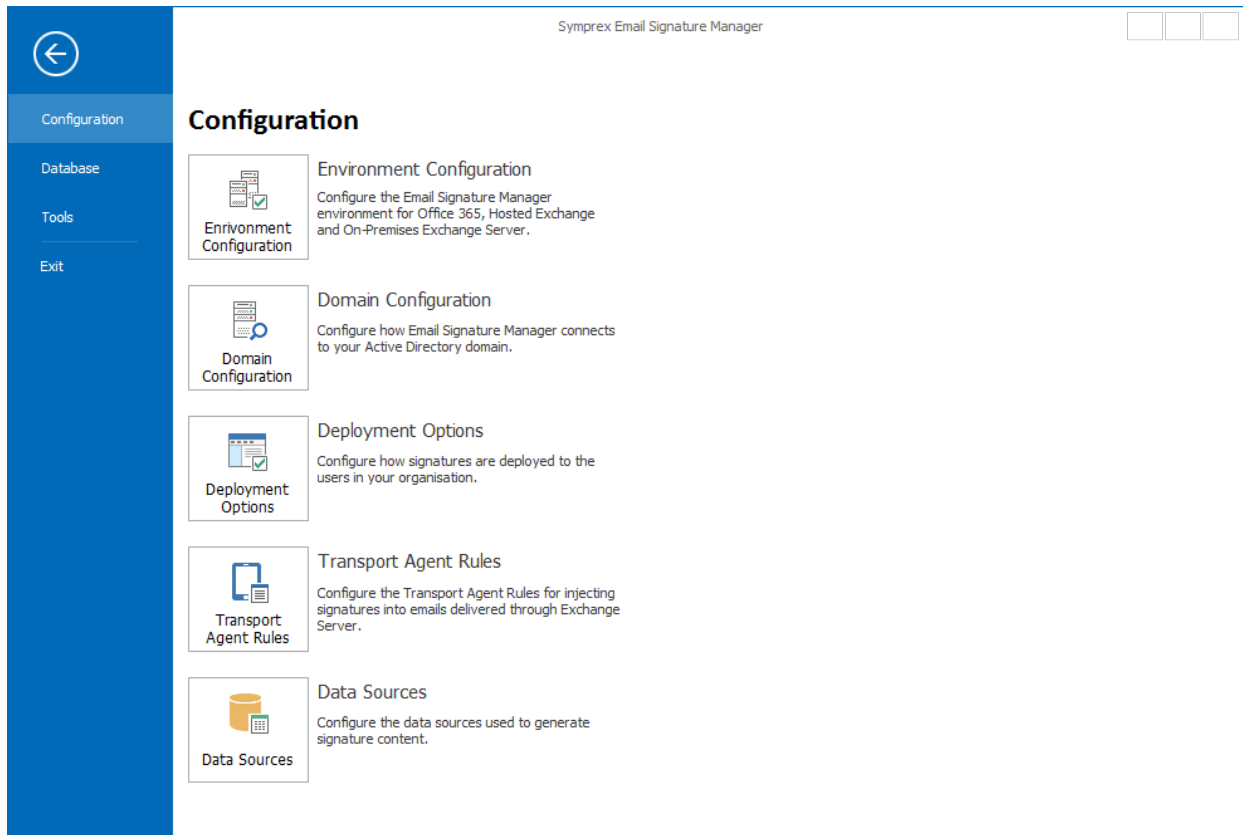 Symprex Email Signature Manager
Configuration
Database
Tools
Exit
Configuration
Enrivonment
Configuration
Environment Configuration
Configure the Email Signature Manager
environment for Office 365, Hosted Exchange
and On-Premises Exchange Server.
Domain
Configuration
Domain Configuration
Configure how Email Signature Manager connects
to your Active Directory domain.
Deployment
Options
Deployment Options
Configure how signatures are deployed to the
users in your organisation.
Transport
Agent Rules
Transport Agent Rules
Configure the Transport Agent Rules for injecting
signatures into emails delivered through Exchange
Server.
Data Sources
Data Sources
Configure the data sources used to generate
signature content.